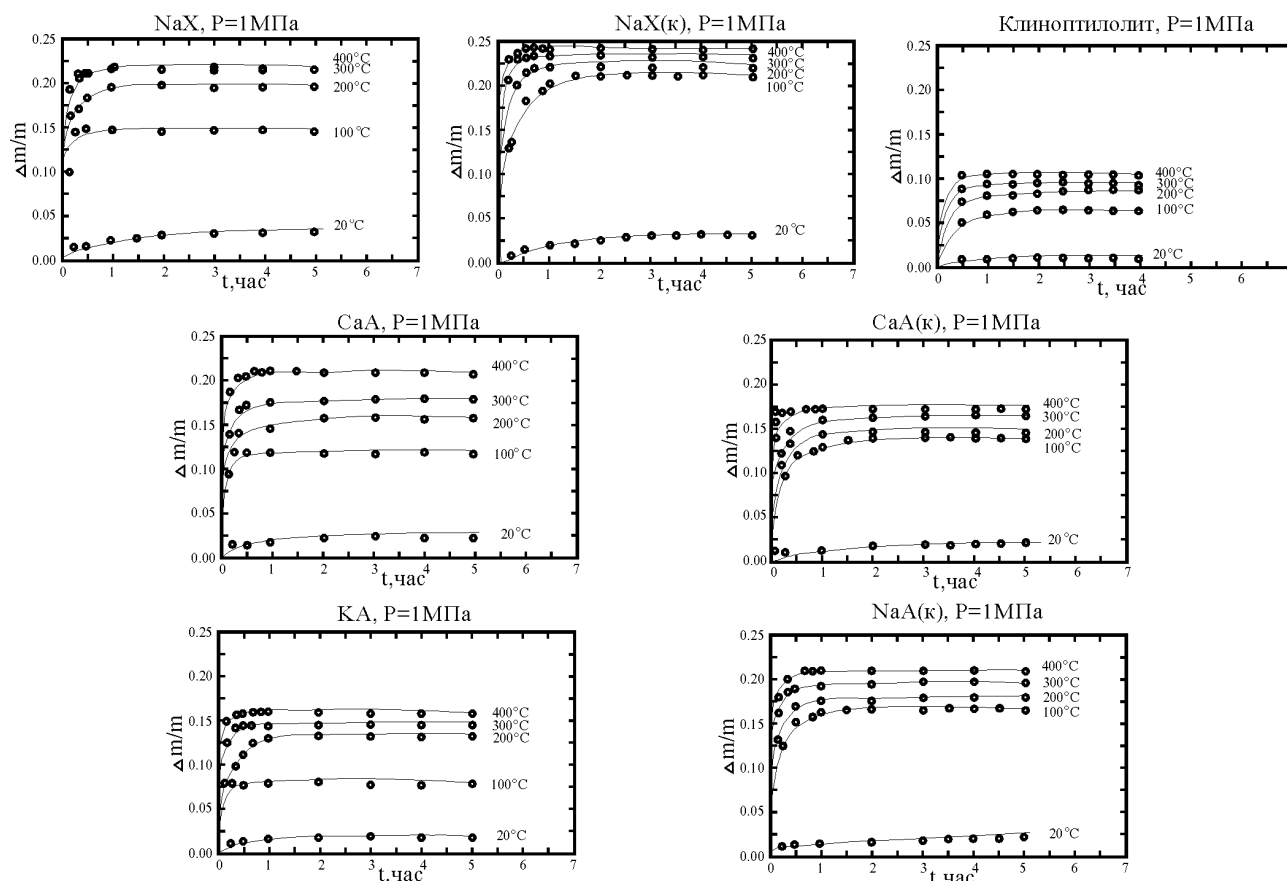 NaX, P=1МПа
0.25
0.20
0.15
0.10
0.05
0.00
Δm/m
400°C
300°C
200°C
100°C
20°C
0 1 2 3 4 5 6 7
t,час
NaX(к), P=1МПа
0.25
0.20
0.15
0.10
0.05
0.00
Δm/m
400°C
300°C
200°C
100°C
20°C
0 1 2 3 4 5 6 7
t,час
Клиноптилолит, P=1МПа
0.25
0.20
0.15
0.10
0.05
0.00
Δm/m
400°C
300°C
200°C
100°C
20°C
0 1 2 3 4 5 6
t, час
CaA, P=1МПа
0.25
0.20
0.15
0.10
0.05
0.00
Δm/m
400°C
300°C
200°C
100°C
20°C
0 1 2 3 4 5 6 7
t,час
CaA(к), P=1МПа
0.25
0.20
0.15
0.10
0.05
0.00
Δm/m
400°C
300°C
200°C
100°C
20°C
0 1 2 3 4 5 6 7
t,час
KA, P=1МПа
0.25
0.20
0.15
0.10
0.05
0.00
Δm/m
400°C
300°C
200°C
100°C
20°C
0 1 2 3 4 5 6 7
t,час
NaA(к), P=1МПа
0.25
0.20
0.15
0.10
0.05
0.00
Δm/m
400°C
300°C
200°C
100°C
20°C
0 1 2 3 4 5 6 7
t,час